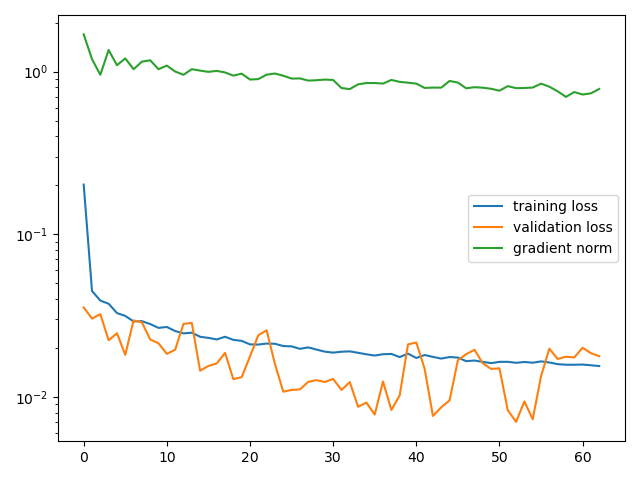 10⁰
10⁻¹
10⁻²
training loss
validation loss
gradient norm
0 10 20 30 40 50 60